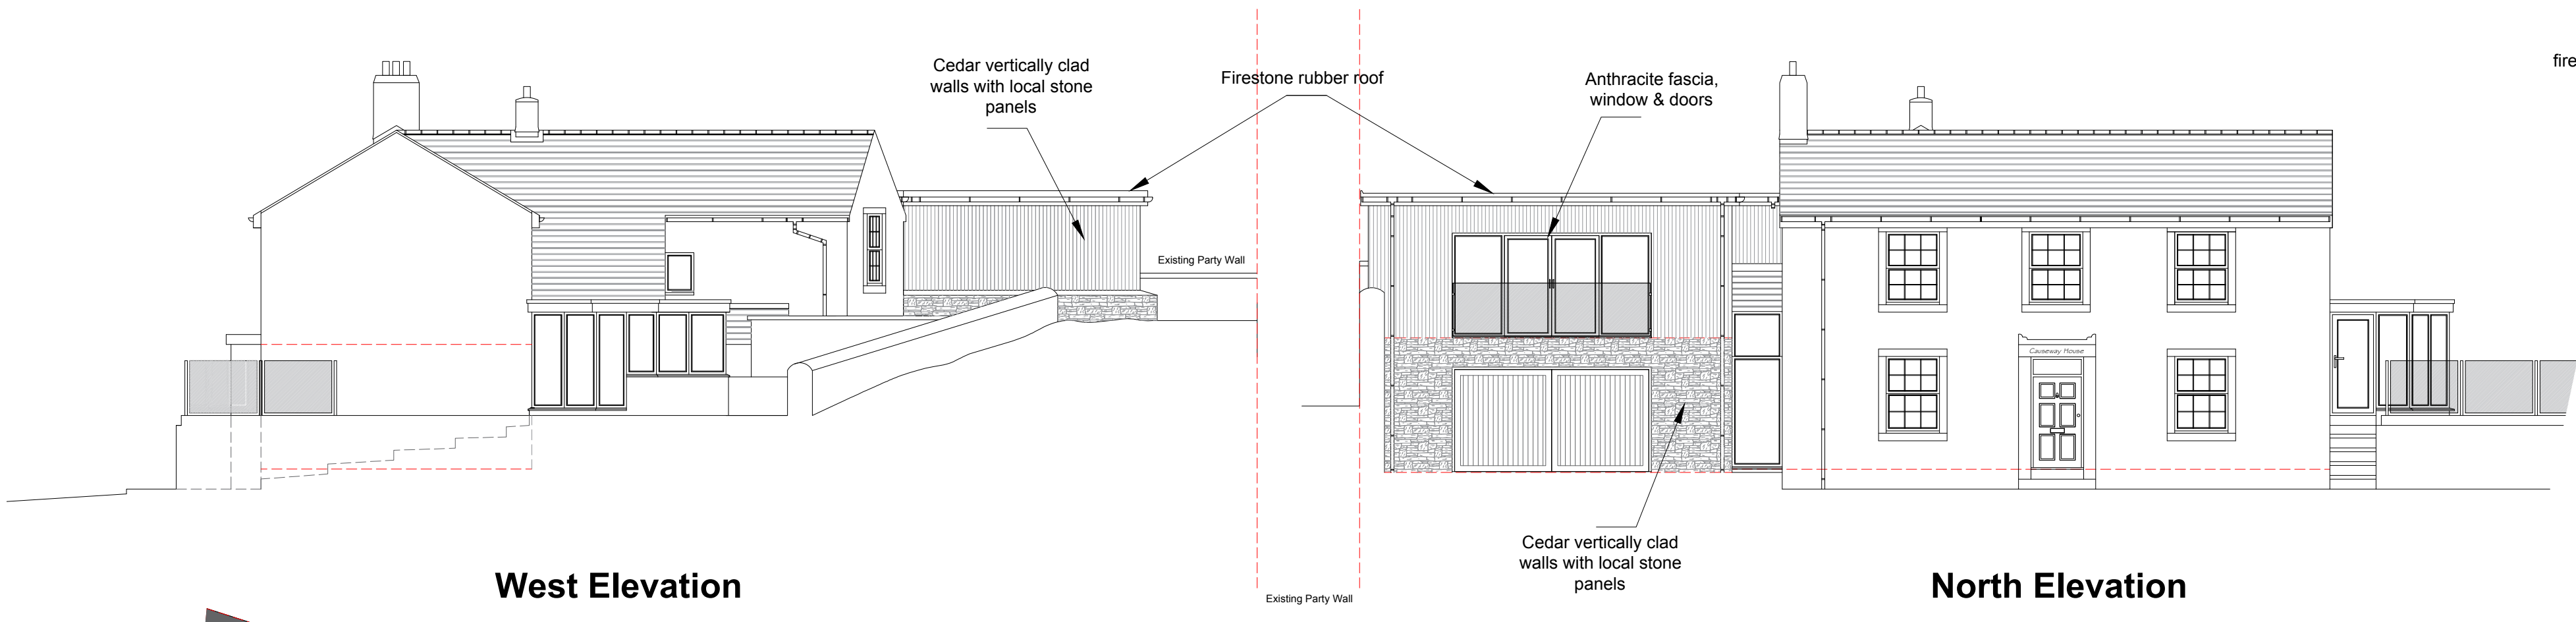 Cedar vertically clad
walls with local stone
panels
Firestone rubber roof
Anthracite fascia,
window & doors
fire
Existing Party Wall
Causeway House
Cedar vertically clad
walls with local stone
panels
West Elevation
Existing Party Wall
North Elevation